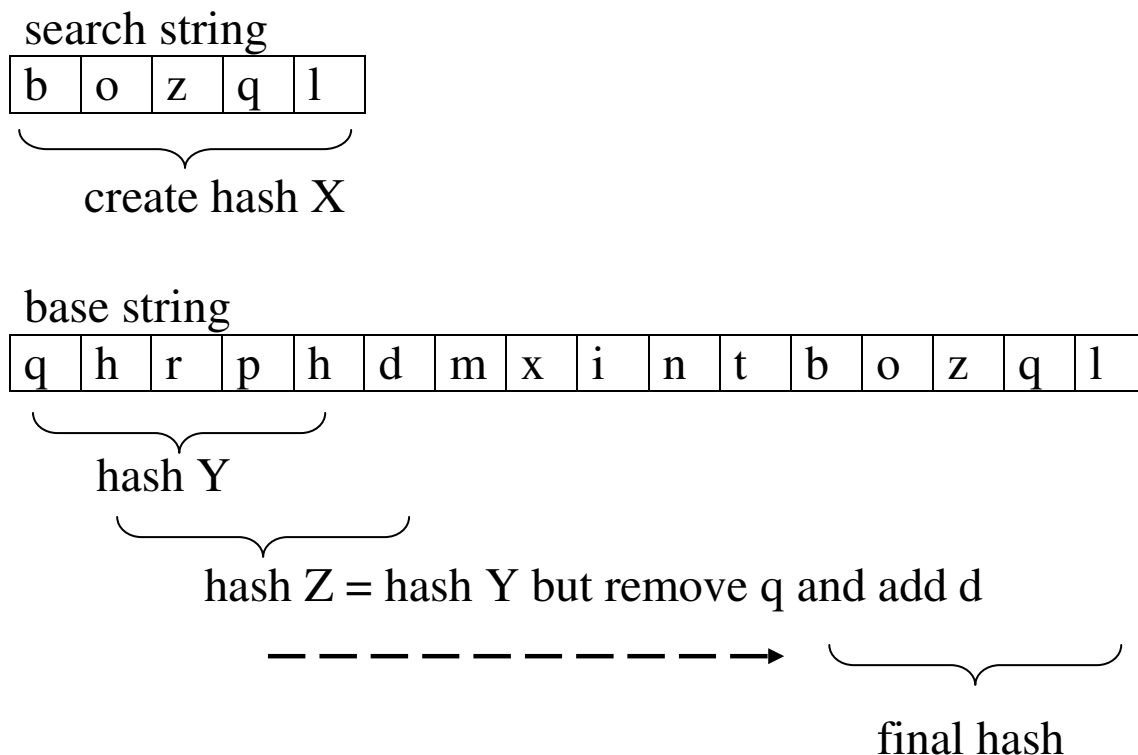 search string
b o z q l
create hash X
base string
q h r p h d m x i n t b o z q l
hash Y
hash Z = hash Y but remove q and add d
final hash